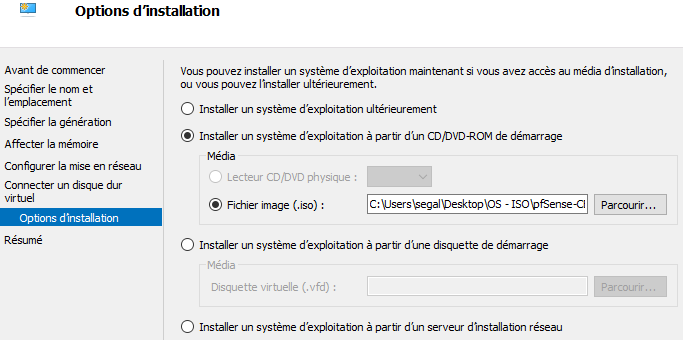 Options d'installation
Avant de commencer
Spécifier le nom et
l'emplacement
Spécifier la génération
Affecter la mémoire
Configurer la mise en réseau
Connecter un disque dur
virtuel
Options d'installation
Résumé
Vous pouvez installer un système d'exploitation maintenant si vous avez accès au média d'installation,
ou vous pouvez l'installer ultérieurement.
Installer un système d'exploitation ultérieurement
Installer un système d'exploitation à partir d'un CD/DVD-ROM de démarrage
Média
Lecteur CD/DVD physique :
Fichier image (.iso) : C:\Users\segal\Desktop\OS - ISO\pfSense-CI Parcourir...
Installer un système d'exploitation à partir d'une disquette de démarrage
Média
Disquette virtuelle (.vfd) : Parcourir...
Installer un système d'exploitation à partir d'un serveur d'installation réseau